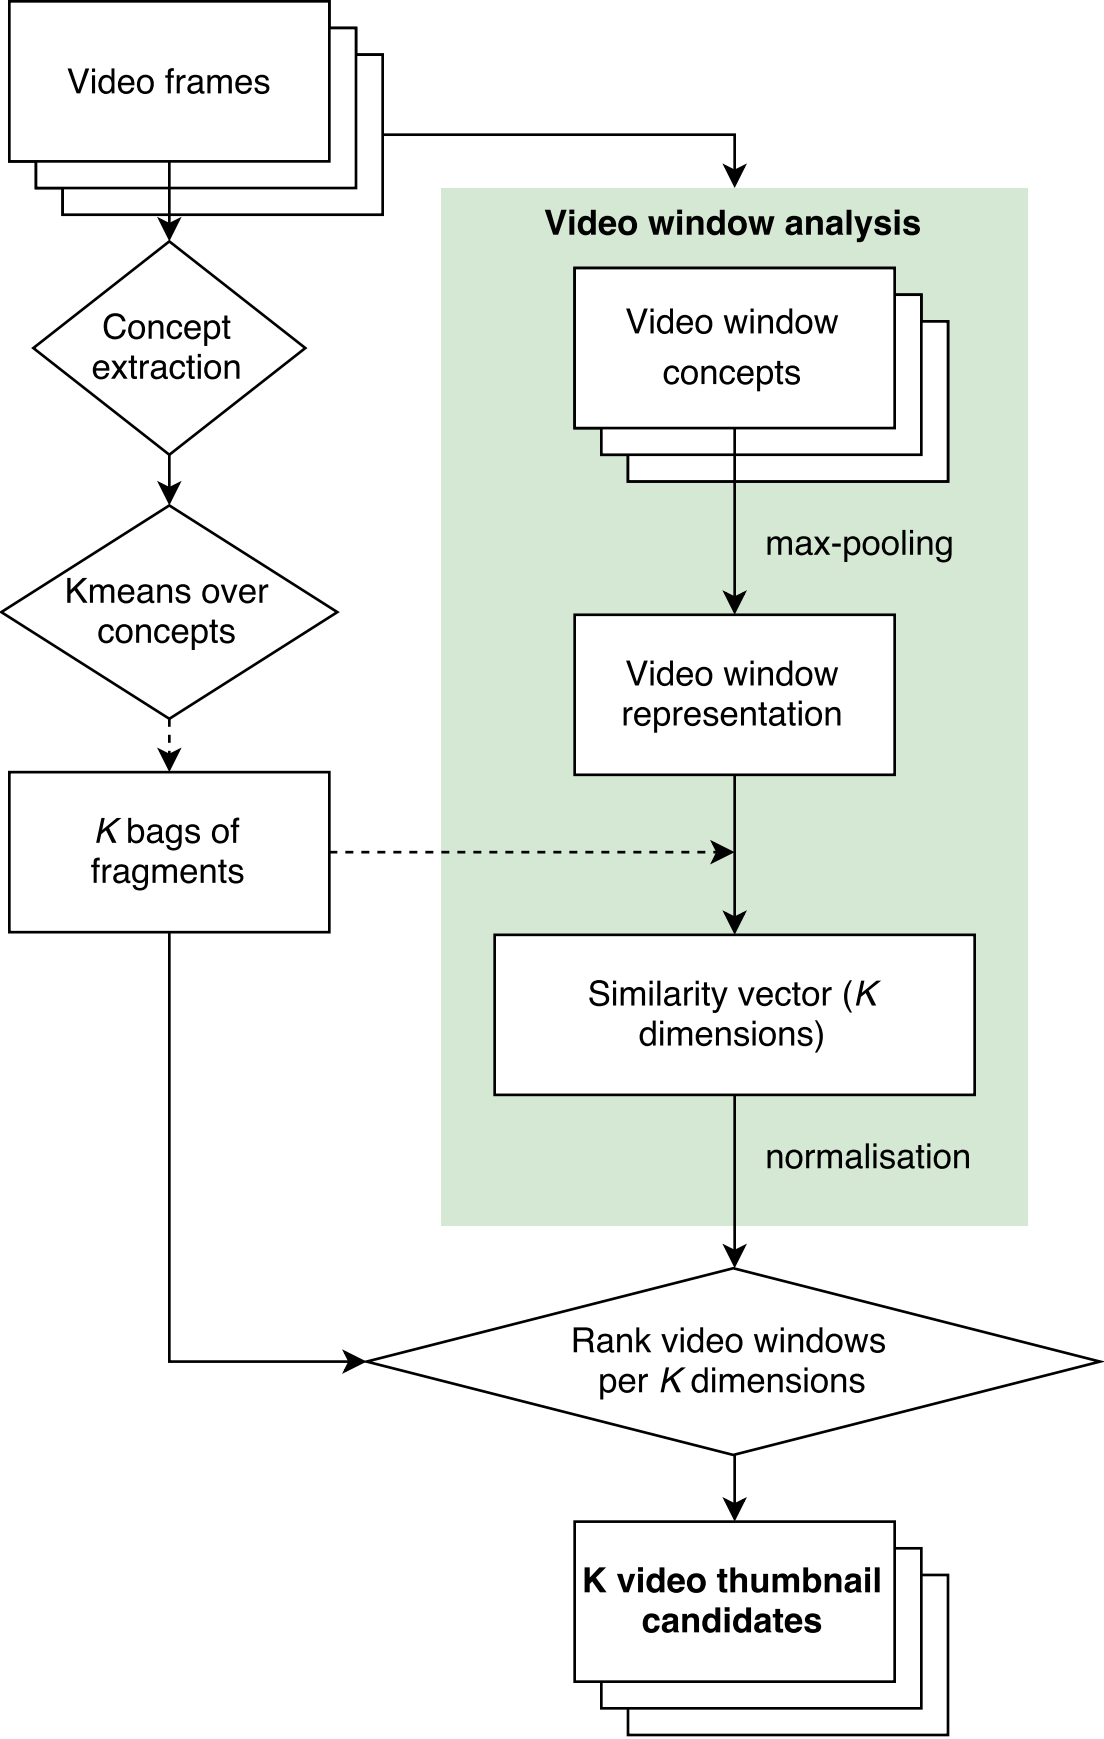 Video frames
Concept
extraction
Kmeans over
concepts
K bags of
fragments
Video window analysis
Video window
concepts
max-pooling
Video window
representation
Similarity vector (K
dimensions)
normalisation
Rank video windows
per K dimensions
K video thumbnail
candidates